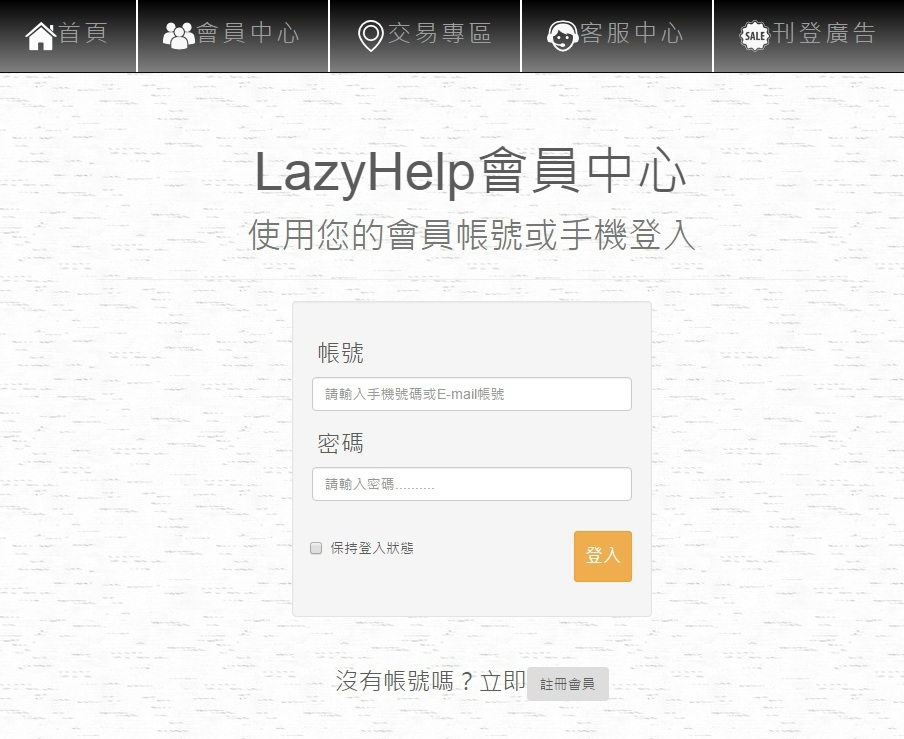 首頁 會員中心 交易專區 客服中心 SALE 刊登廣告
LazyHelp會員中心
使用您的會員帳號或手機登入
帳號
請輸入手機號碼或E-mail帳號
密碼
請輸入密碼..........
保持登入狀態 登入
沒有帳號嗎？立即 註冊會員